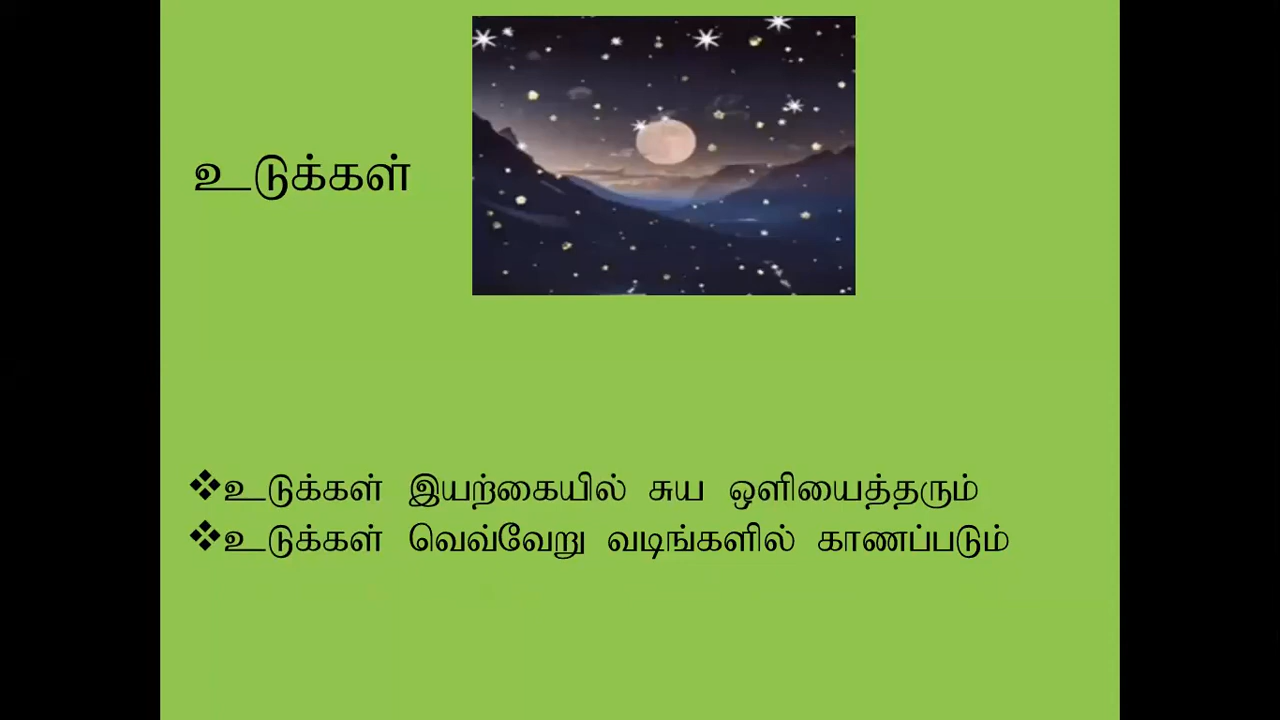 உடுக்கள்
❖உடுக்கள் இயற்கையில் சுய ஒளியைத்தரும்
❖உடுக்கள் வெவ்வேறு வடிங்களில் காணப்படும்